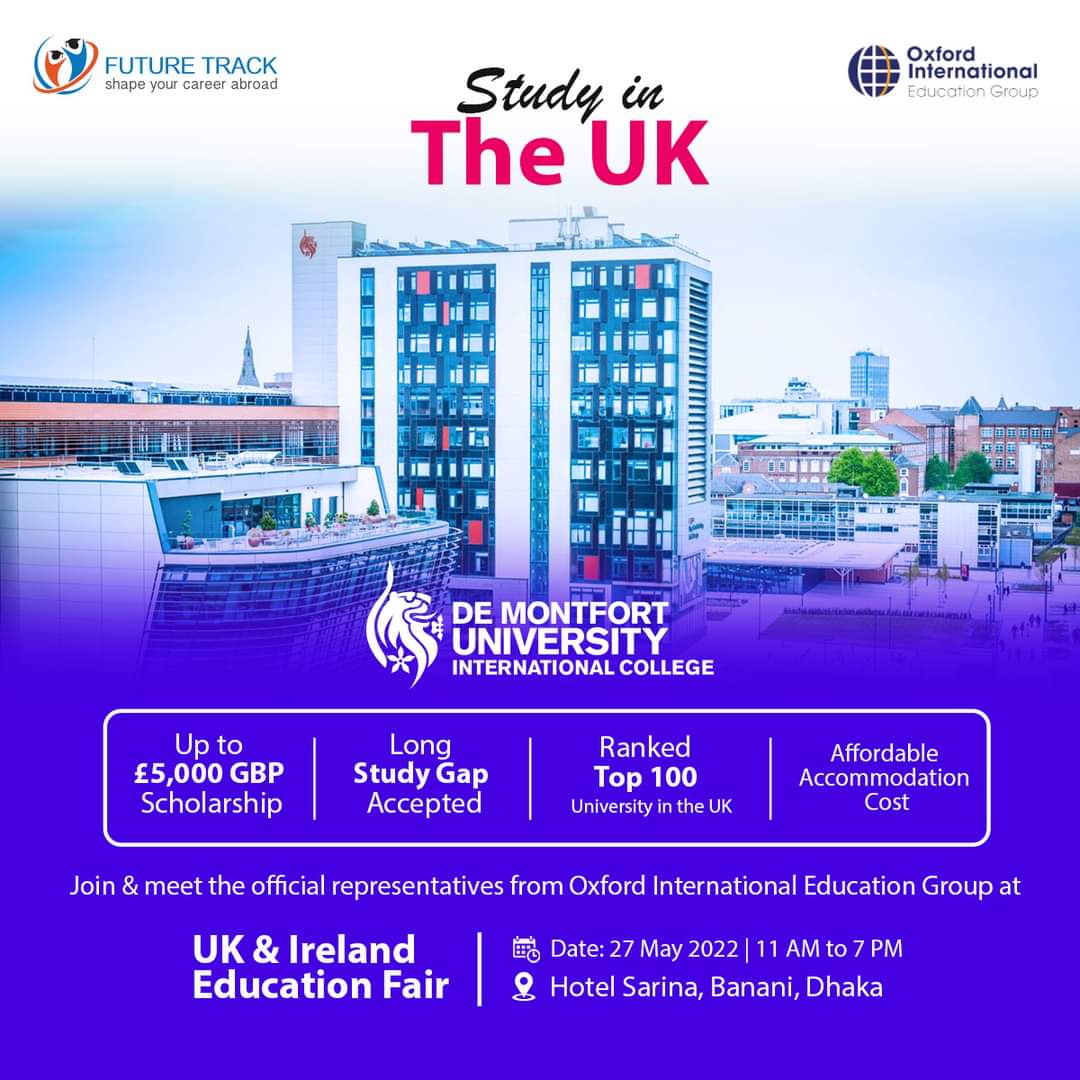 FUTURE TRACK
shape your career abroad
Oxford
International
Education Group
Study in
The UK
DE MONTFORT
UNIVERSITY
INTERNATIONAL COLLEGE
Up to
£5,000 GBP
Scholarship
Long
Study Gap
Accepted
Ranked
Top 100
University in the UK
Affordable
Accommodation
Cost
Join & meet the official representatives from Oxford International Education Group at
UK & Ireland
Education Fair
Date: 27 May 2022 | 11 AM to 7 PM
Hotel Sarina, Banani, Dhaka